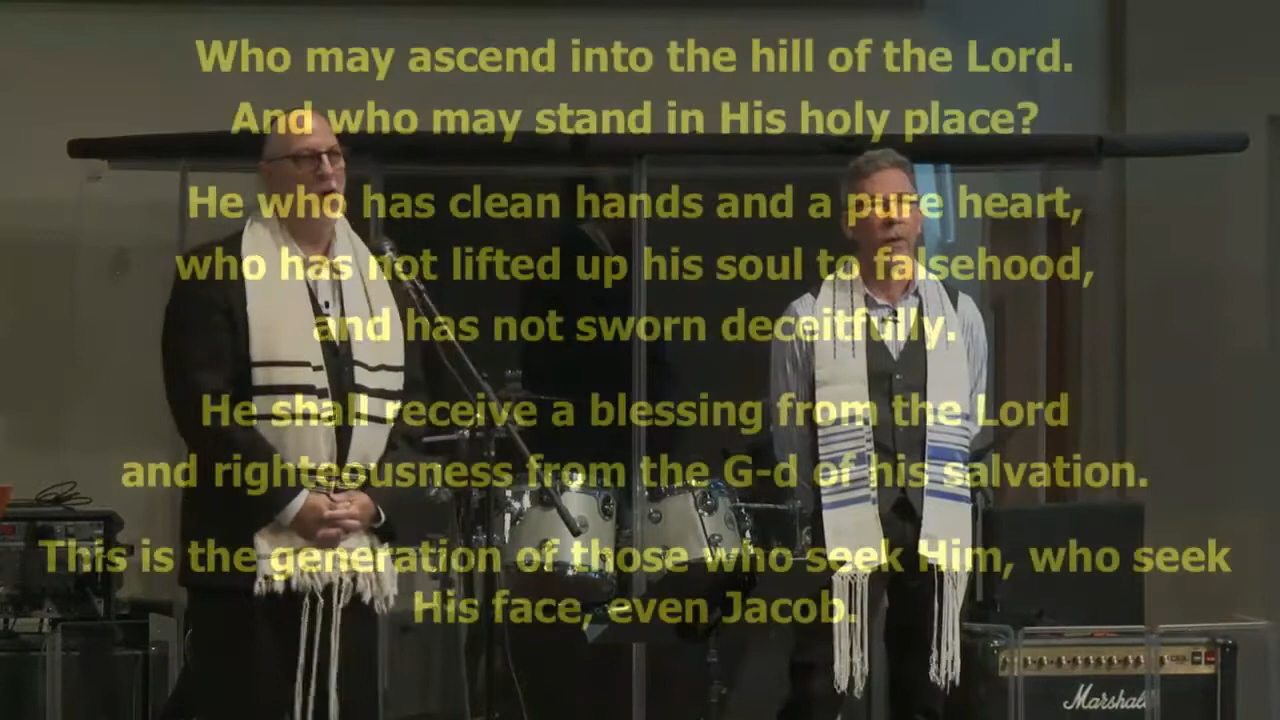 Who may ascend into the hill of the Lord.
And who may stand in His holy place?
He who has clean hands and a pure heart,
who has not lifted up his soul to falsehood,
and has not sworn deceitfully.
He shall receive a blessing from the Lord
and righteousness from the G-d of his salvation.
This is the generation of those who seek Him, who seek
His face, even Jacob.
Marshall